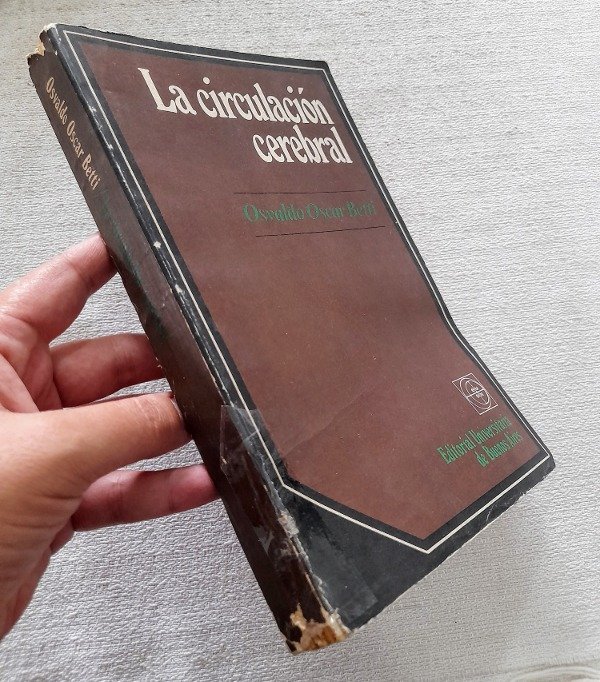 La circulación
cerebral
Osvaldo Oscar Betti
Editorial Universitaria
de Buenos Aires
Osvaldo Oscar Betti